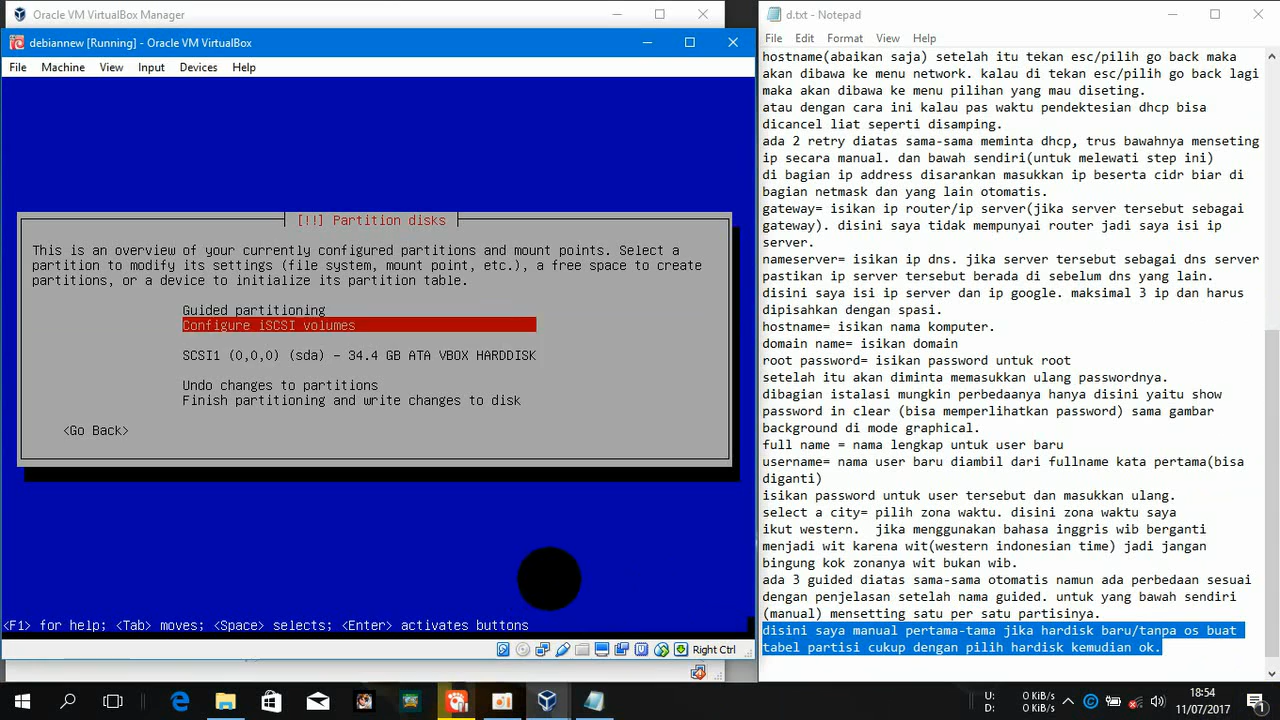 Oracle VM VirtualBox Manager
debiannew [Running] - Oracle VM VirtualBox
File Machine View Input Devices Help
[!!] Partition disks
This is an overview of your currently configured partitions and mount points. Select a
partition to modify its settings (file system, mount point, etc.), a free space to create
partitions, or a device to initialize its partition table.
Guided partitioning
Configure iSCSI volumes
SCSI1 (0,0,0) (sda) - 34.4 GB ATA VBOX HARDDISK
Undo changes to partitions
Finish partitioning and write changes to disk
<Go Back>
<F1> for help; <Tab> moves; <Space> selects; <Enter> activates buttons
Right Ctrl
d.txt - Notepad
File Edit Format View Help
hostname(abaikan saja) setelah itu tekan esc/pilih go back maka
akan dibawa ke menu network. kalau di tekan esc/pilih go back lagi
maka akan dibawa ke menu pilihan yang mau diseting.
atau dengan cara ini kalau pas waktu pendektesian dhcp bisa
dicancel liat seperti disamping.
ada 2 retry diatas sama-sama meminta dhcp, trus bawahnya menseting
ip secara manual. dan bawah sendiri(untuk melewati step ini)
di bagian ip address disarankan masukkan ip beserta cidr biar di
bagian netmask dan yang lain otomatis.
gateway= isikan ip router/ip server(jika server tersebut sebagai
gateway). disini saya tidak mempunyai router jadi saya isi ip
server.
nameserver= isikan ip dns. jika server tersebut sebagai dns server
pastikan ip server tersebut berada di sebelum dns yang lain.
disini saya isi ip server dan ip google. maksimal 3 ip dan harus
dipisahkan dengan spasi.
hostname= isikan nama komputer.
domain name= isikan domain
root password= isikan password untuk root
setelah itu akan diminta memasukkan ulang passwordnya.
dibagian istalasi mungkin perbedaanya hanya disini yaitu show
password in clear (bisa memperlihatkan password) sama gambar
background di mode graphical.
full name = nama lengkap untuk user baru
username= nama user baru diambil dari fullname kata pertama(bisa
diganti)
isikan password untuk user tersebut dan masukkan ulang.
select a city= pilih zona waktu. disini zona waktu saya
ikut western.  jika menggunakan bahasa inggris wib berganti
menjadi wit karena wit(western indonesian time) jadi jangan
bingung kok zonanya wit bukan wib.
ada 3 guided diatas sama-sama otomatis namun ada perbedaan sesuai
dengan penjelasan setelah nama guided. untuk yang bawah sendiri
(manual) mensetting satu per satu partisinya.
disini saya manual pertama-tama jika hardisk baru/tanpa os buat
tabel partisi cukup dengan pilih hardisk kemudian ok.
U: 0 KiB/s
D: 0 KiB/s
18:54
11/07/2017
1